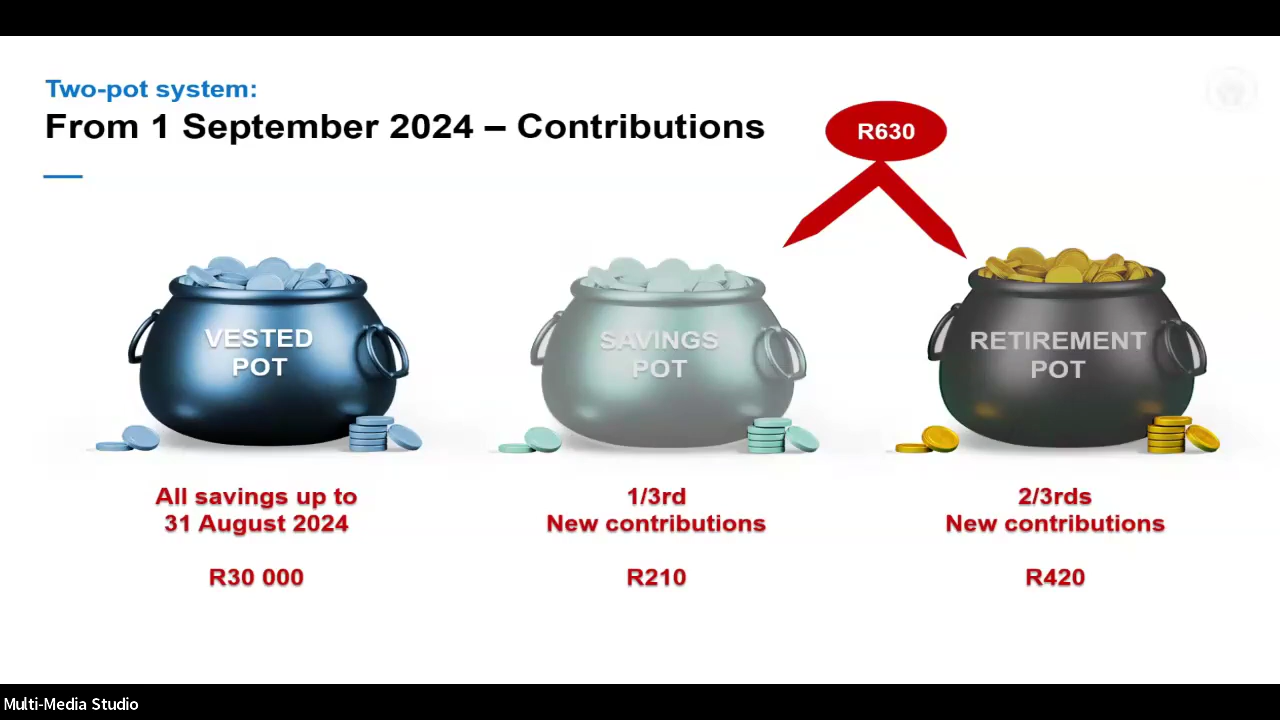 Two-pot system:
From 1 September 2024 – Contributions
R630
VESTED
POT
SAVINGS
POT
RETIREMENT
POT
All savings up to
31 August 2024
R30 000
1/3rd
New contributions
R210
2/3rds
New contributions
R420
Multi-Media Studio